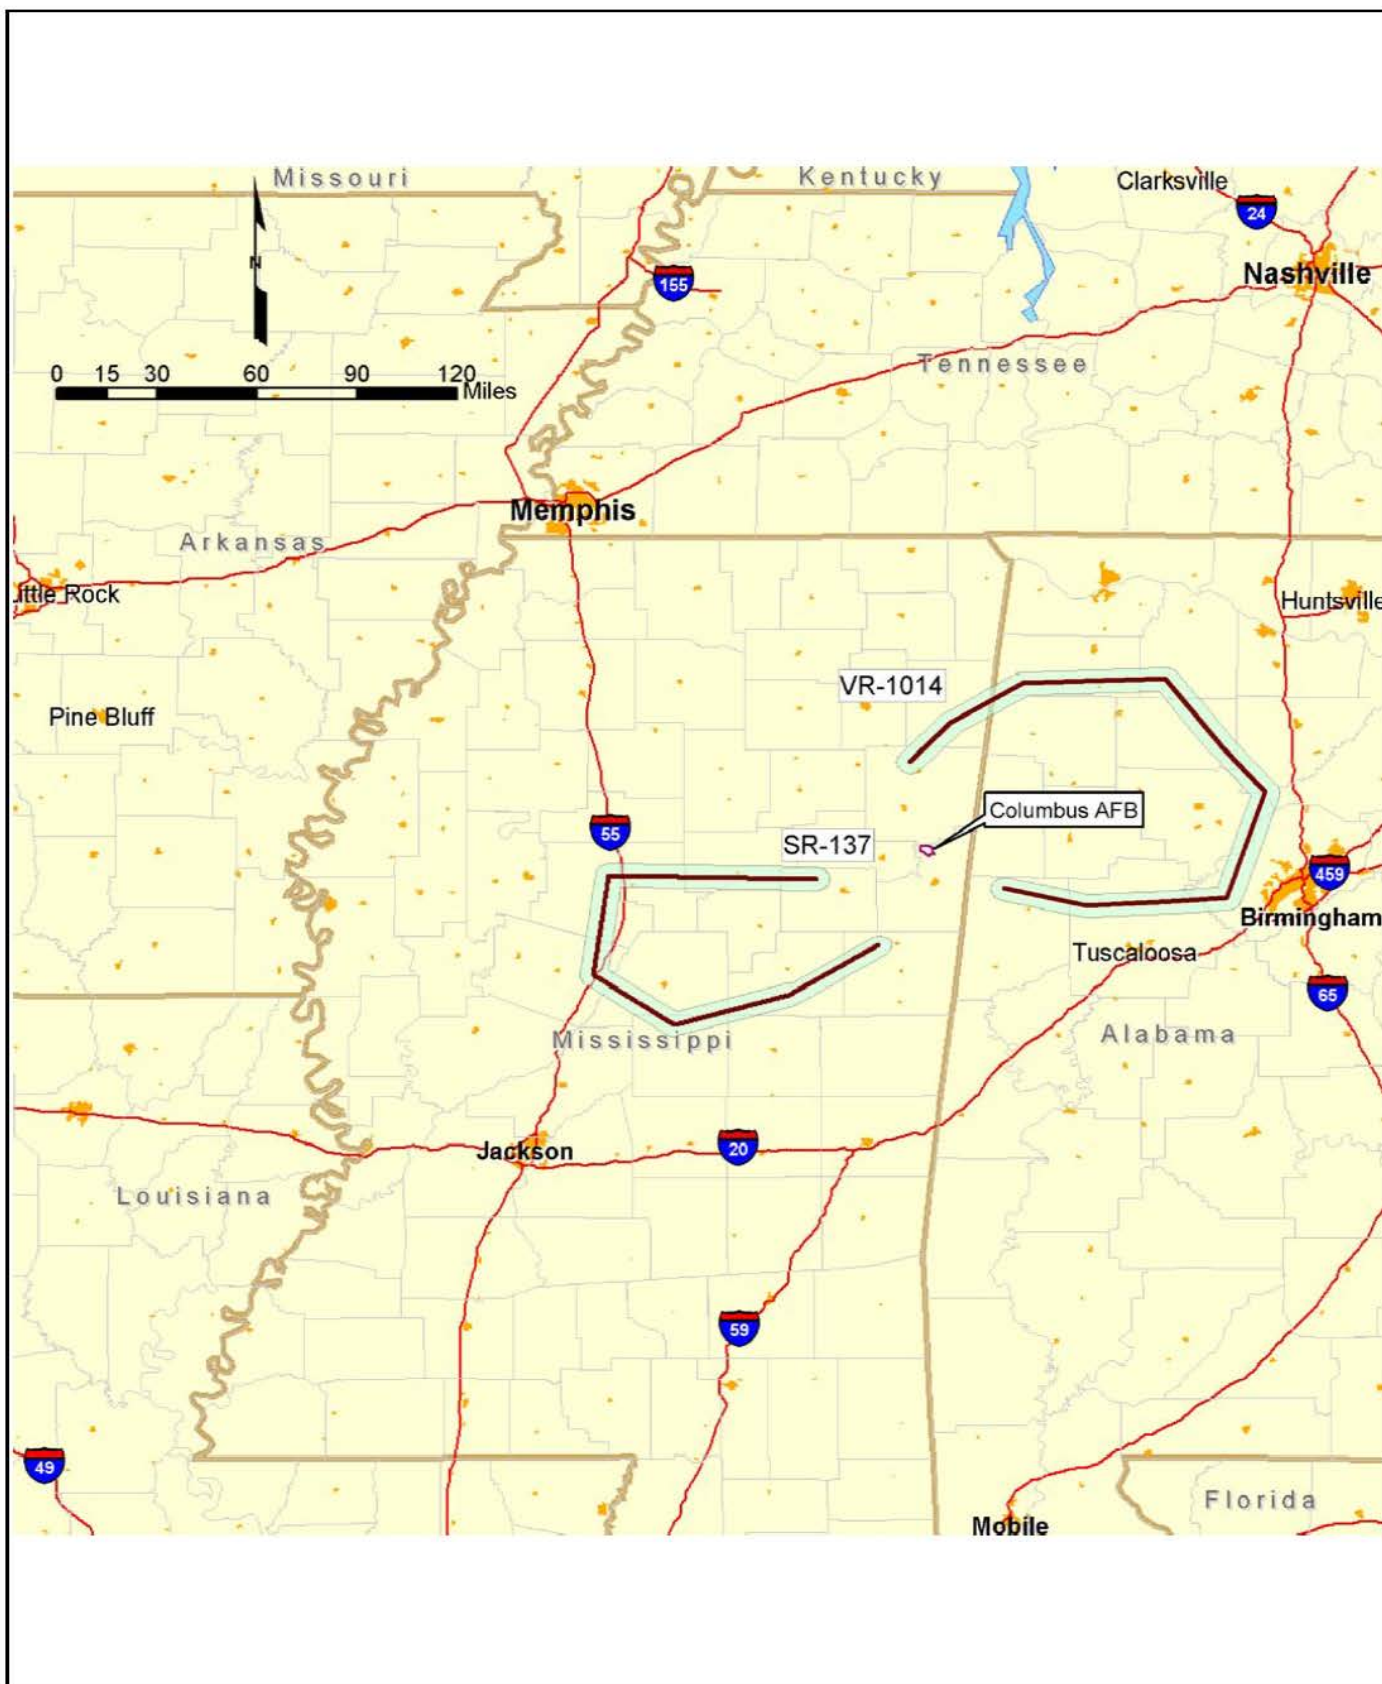 Missouri
Kentucky
Clarksville
24
N
Nashville
155
Tennessee
0 15 30 60 90 120
Miles
Memphis
Arkansas
Little Rock
Huntsville
VR-1014
Pine Bluff
Columbus AFB
55
SR-137
459
Birmingham
Tuscaloosa
65
Mississippi
Alabama
Jackson
20
Louisiana
59
49
Florida
Mobile